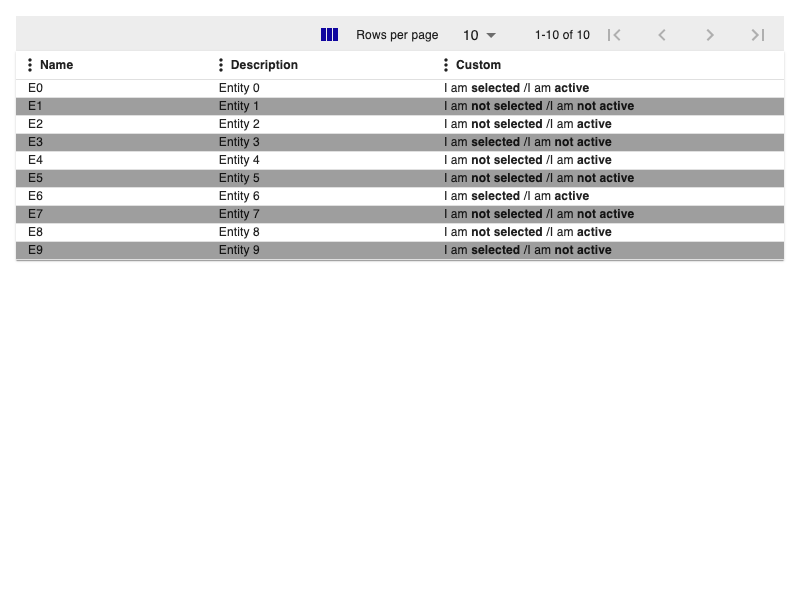 Rows per page 10 1-10 of 10
Name Description Custom
E0 Entity 0 I am selected /I am active
E1 Entity 1 I am not selected /I am not active
E2 Entity 2 I am not selected /I am active
E3 Entity 3 I am selected /I am not active
E4 Entity 4 I am not selected /I am active
E5 Entity 5 I am not selected /I am not active
E6 Entity 6 I am selected /I am active
E7 Entity 7 I am not selected /I am not active
E8 Entity 8 I am not selected /I am active
E9 Entity 9 I am selected /I am not active